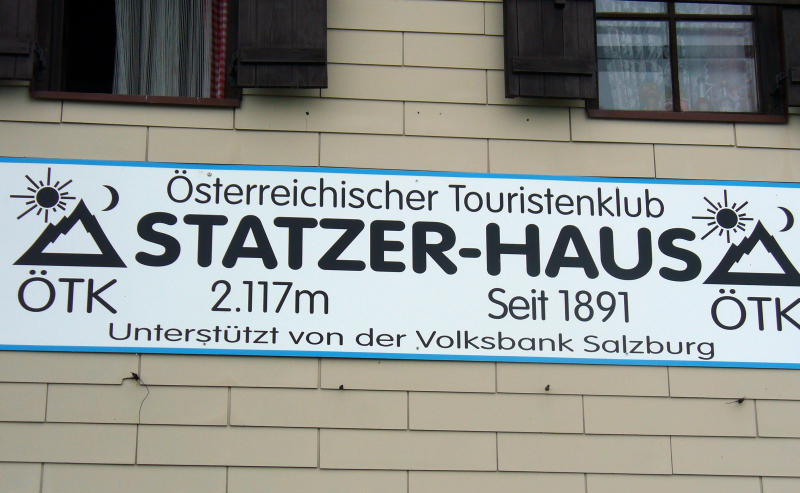 Österreichischer Touristenklub
STATZER-HAUS
ÖTK 2.117m Seit 1891 ÖTK
Unterstützt von der Volksbank Salzburg